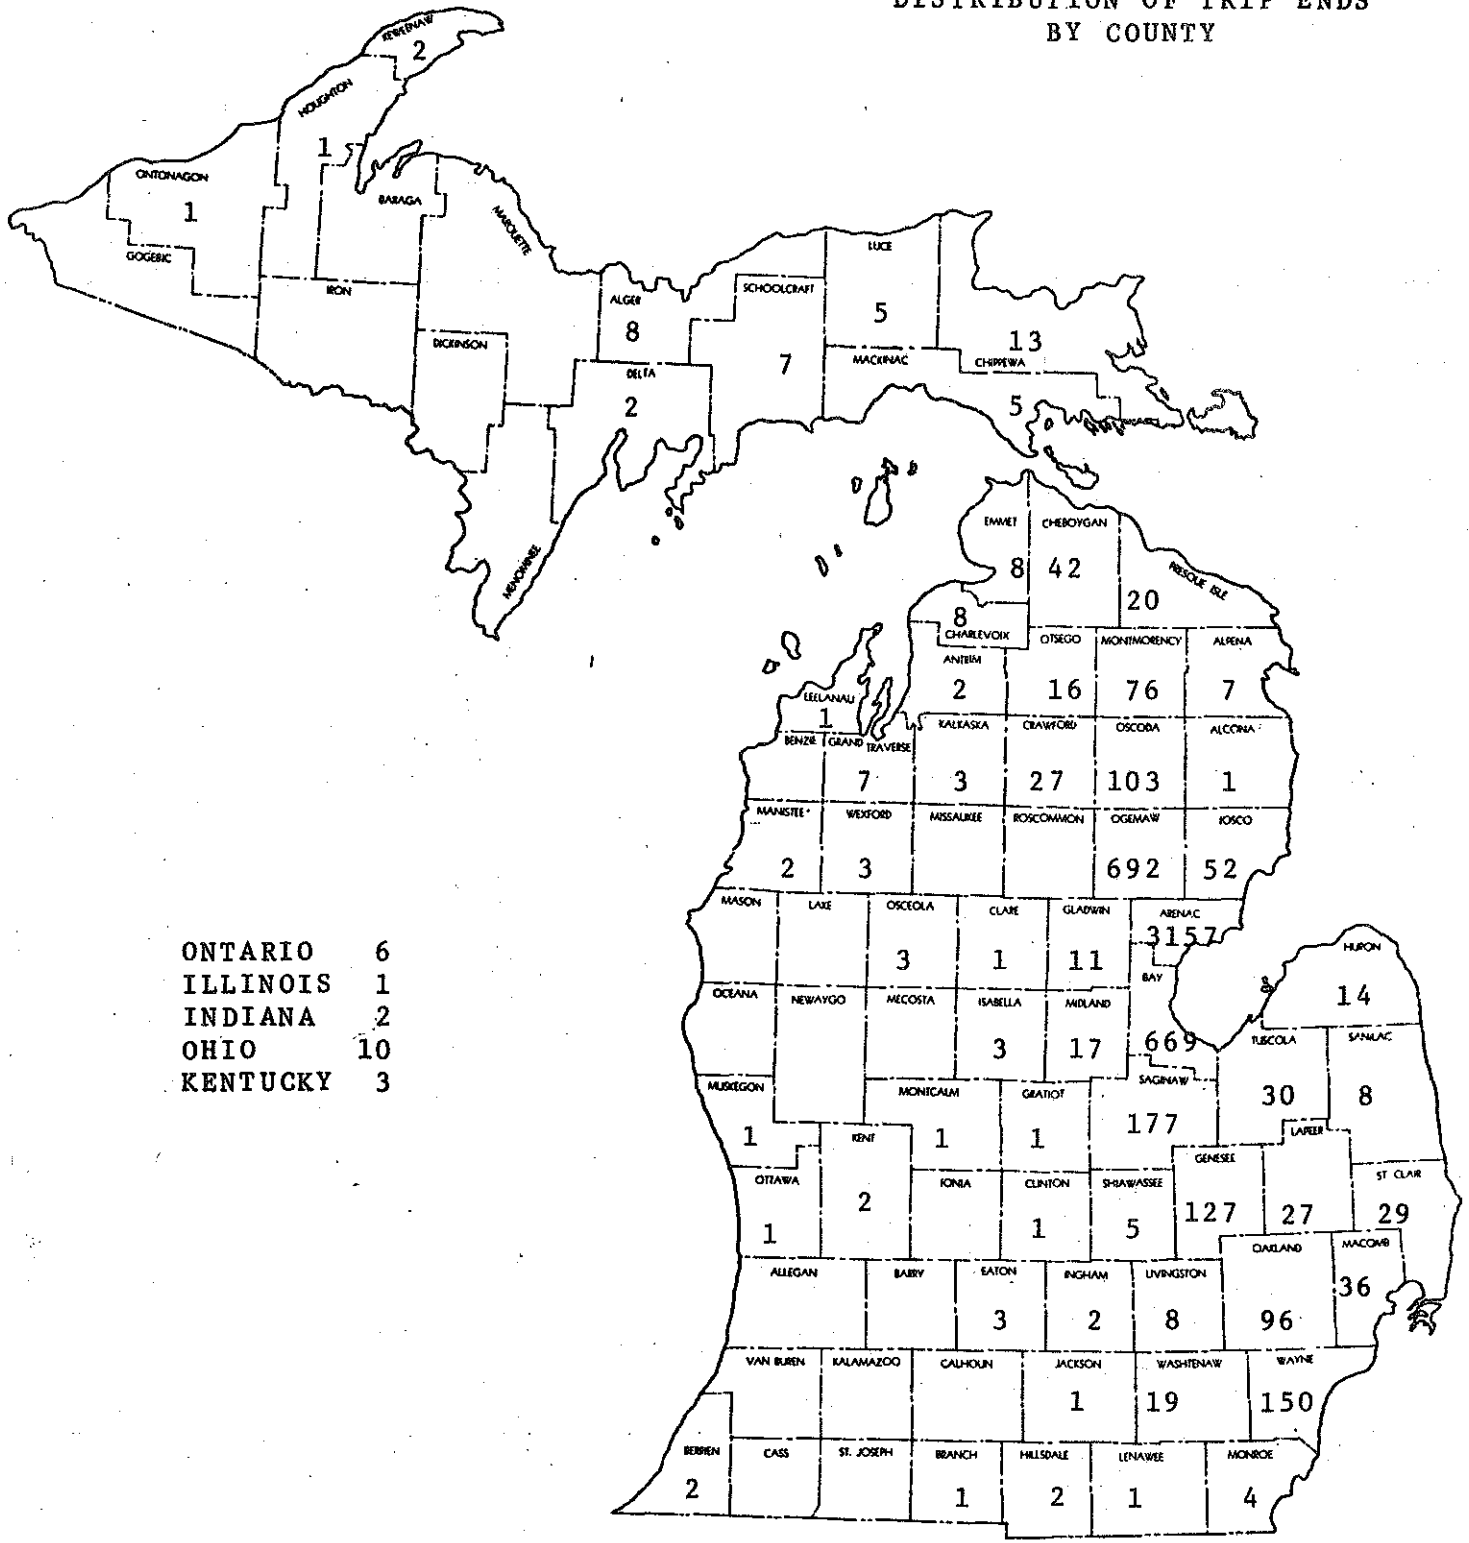 DISTRIBUTION OF TRIP ENDS
BY COUNTY
KEWEENAW
2
HOUGHTON
1
ONTONAGON
1
BARAGA
GOGEBIC
MARQUETTE
IRON
LUCE
5
SCHOOLCRAFT
7
ALGER
8
DICKINSON
13
CHIPPEWA
MACKINAC
5
DELTA
2
MENOMINEE
EMMET
8
CHEBOYGAN
42
PRESQUE ISLE
20
8
CHARLEVOIX
OTSEGO
16
MONTMORENCY
76
ALPENA
7
ANTRIM
2
LEELANAU
1
BENZIE
GRAND TRAVERSE
7
KALKASKA
3
CRAWFORD
27
OSCODA
103
ALCONA
1
MANISTEE
2
WEXFORD
3
MISSAUKEE
ROSCOMMON
OGEMAW
692
IOSCO
52
MASON
LAKE
OSCEOLA
3
CLARE
1
GLADWIN
11
ARENAC
3157
BAY
669
HURON
14
ONTARIO 6
ILLINOIS 1
INDIANA 2
OHIO 10
KENTUCKY 3
OCEANA
NEWAYGO
MECOSTA
ISABELLA
3
MIDLAND
17
TUSCOLA
30
SANILAC
8
MUSKEGON
1
MONTCALM
1
GRATIOT
1
SAGINAW
177
LAPEER
27
KENT
2
GENESEE
127
ST CLAIR
29
OTTAWA
1
IONIA
CLINTON
1
SHIAWASSEE
5
OAKLAND
96
MACOMB
36
ALLEGAN
BARRY
EATON
3
INGHAM
2
LIVINGSTON
8
VAN BUREN
KALAMAZOO
CALHOUN
JACKSON
1
WASHTENAW
19
WAYNE
150
BERRIEN
2
CASS
ST. JOSEPH
BRANCH
1
HILLSDALE
2
LENAWEE
1
MONROE
4